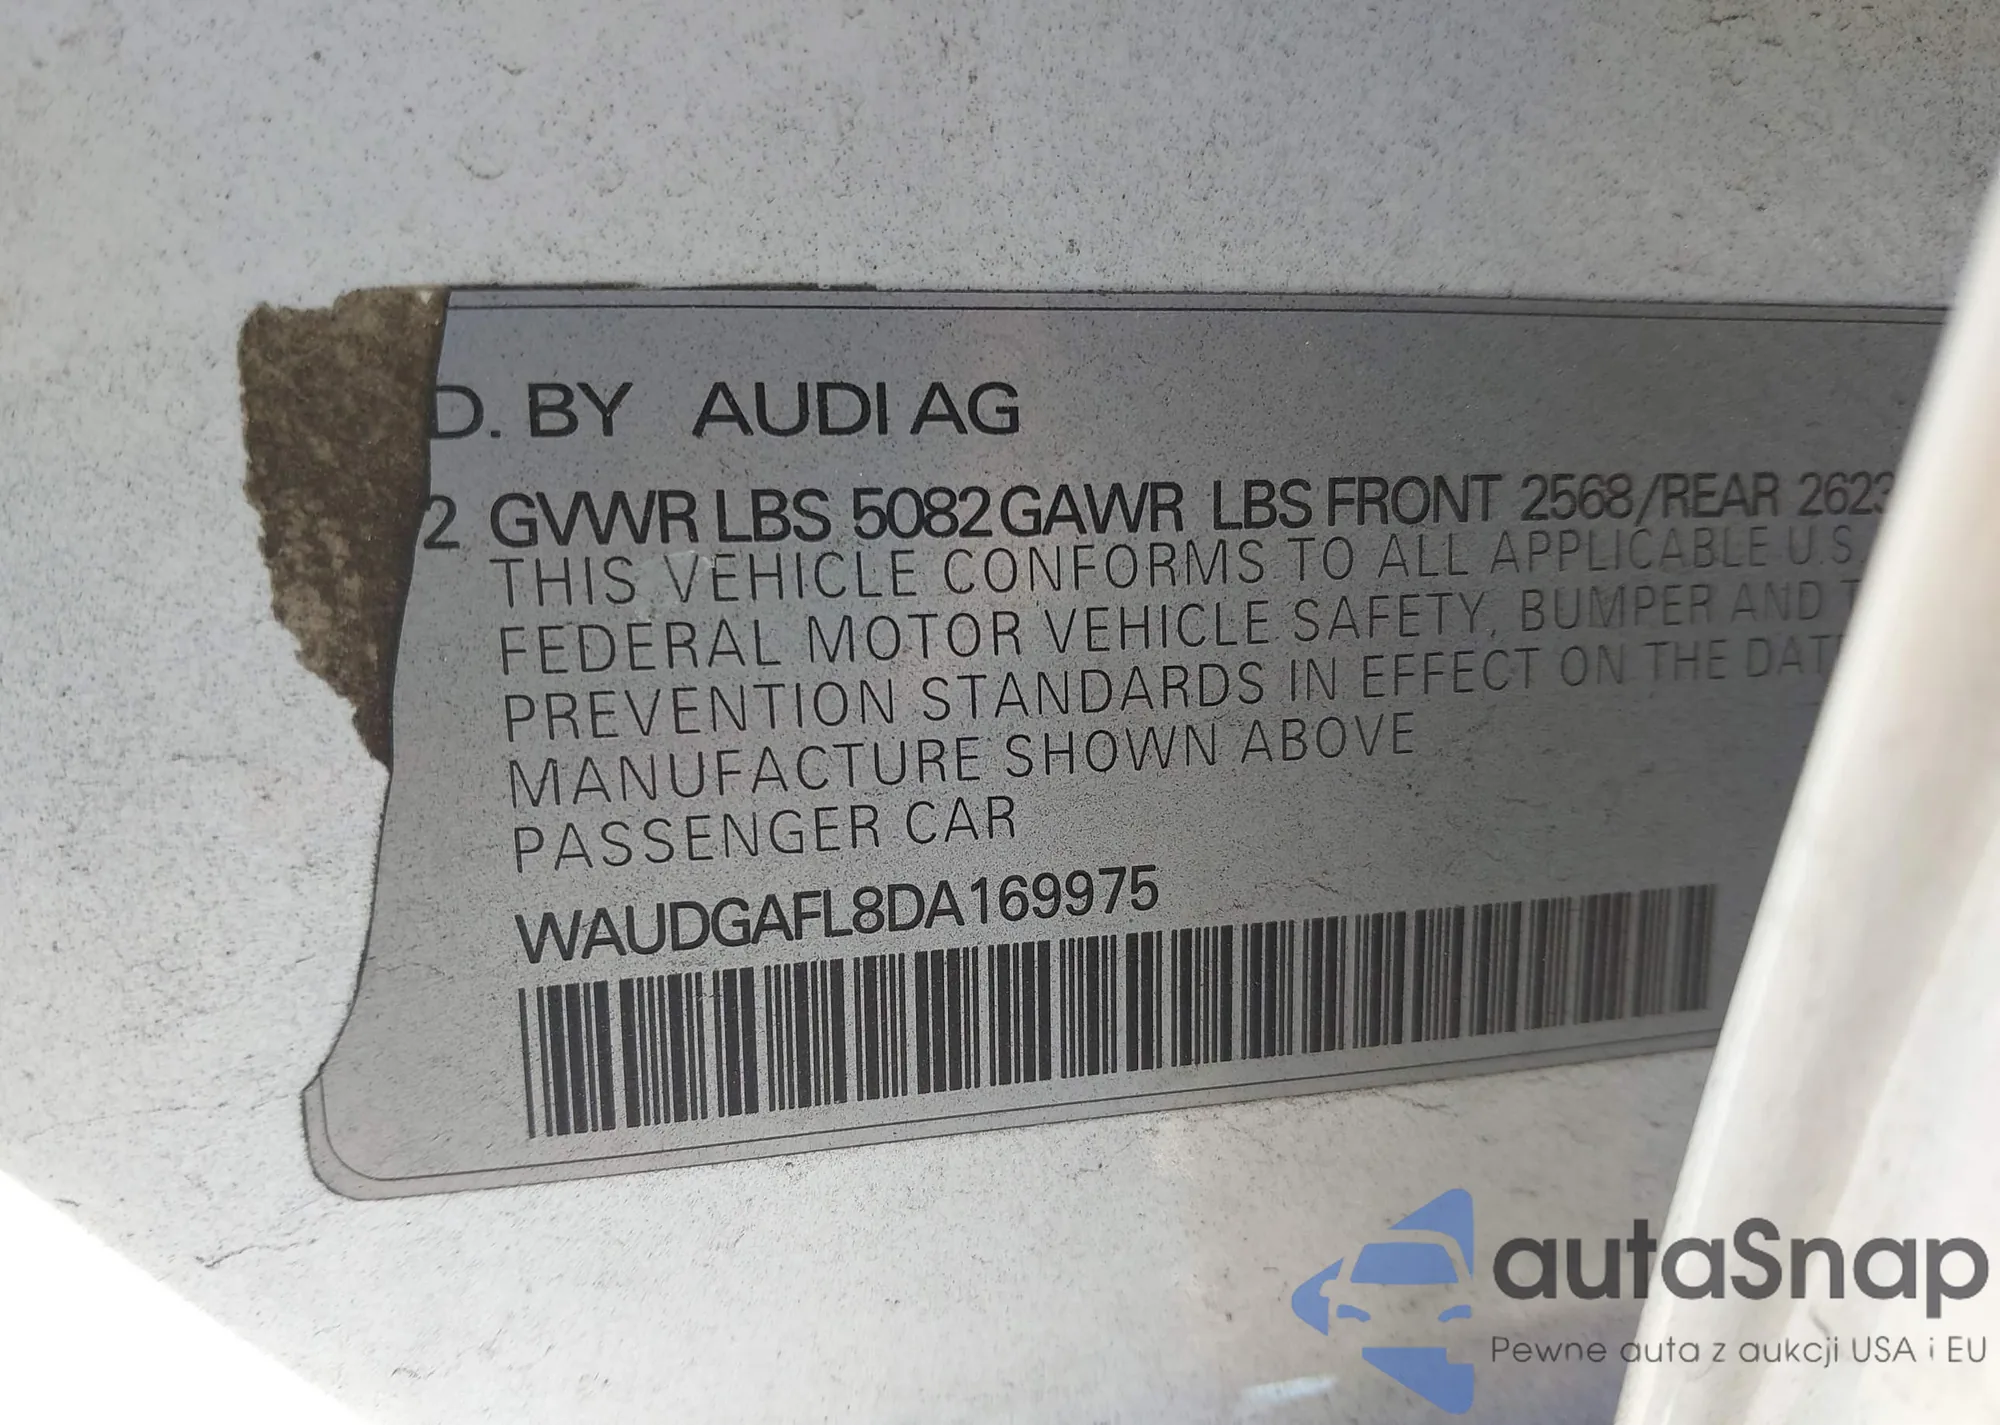 D. BY AUDI AG
2 GVWR LBS 5082 GAWR LBS FRONT 2568/REAR 2623
THIS VEHICLE CONFORMS TO ALL APPLICABLE U.S.
FEDERAL MOTOR VEHICLE SAFETY, BUMPER AND T
PREVENTION STANDARDS IN EFFECT ON THE DAT
MANUFACTURE SHOWN ABOVE
PASSENGER CAR
WAUDGAFL8DA169975
autaSnap
Pewne auta z aukcji USA i EU